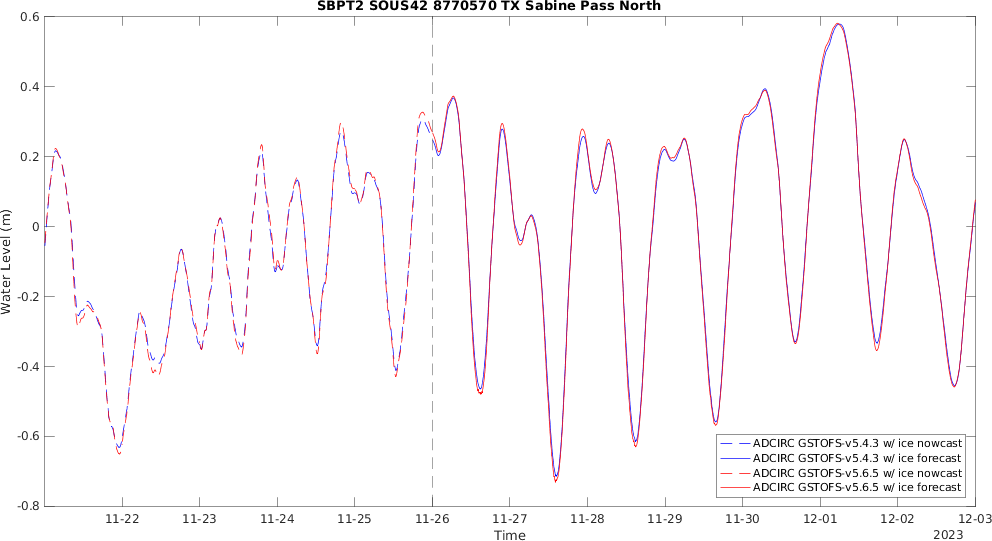 SBPT2 SOUS42 8770570 TX Sabine Pass North
Water Level (m)
0.6
0.4
0.2
0
-0.2
-0.4
-0.6
-0.8
ADCIRC GSTOFS-v5.4.3 w/ ice nowcast
ADCIRC GSTOFS-v5.4.3 w/ ice forecast
ADCIRC GSTOFS-v5.6.5 w/ ice nowcast
ADCIRC GSTOFS-v5.6.5 w/ ice forecast
11-22 11-23 11-24 11-25 11-26 11-27 11-28 11-29 11-30 12-01 12-02 12-03
Time
2023